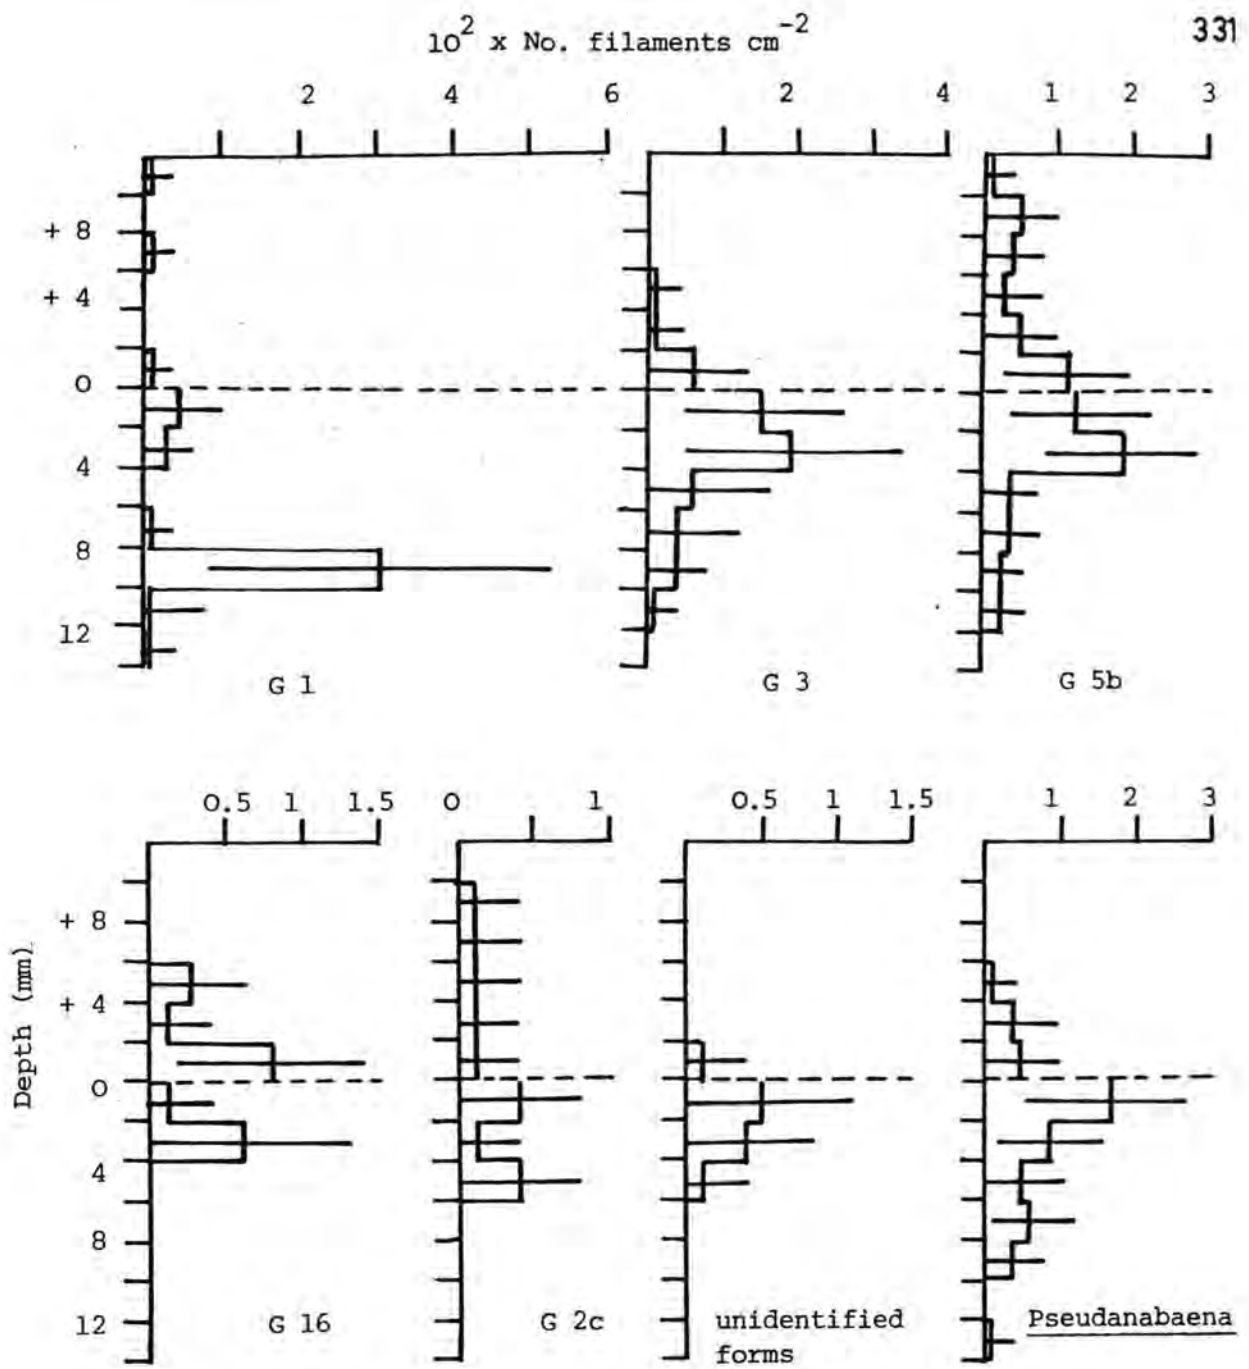 331
10² x No. filaments cm⁻²
2 4 6 2 4 1 2 3
+ 8
+ 4
0
4
8
12
G 1 G 3 G 5b
0.5 1 1.5 0 1 0.5 1 1.5 1 2 3
+ 8
+ 4
0
4
8
12
Depth (mm)
G 16 G 2c unidentified forms Pseudanabaena